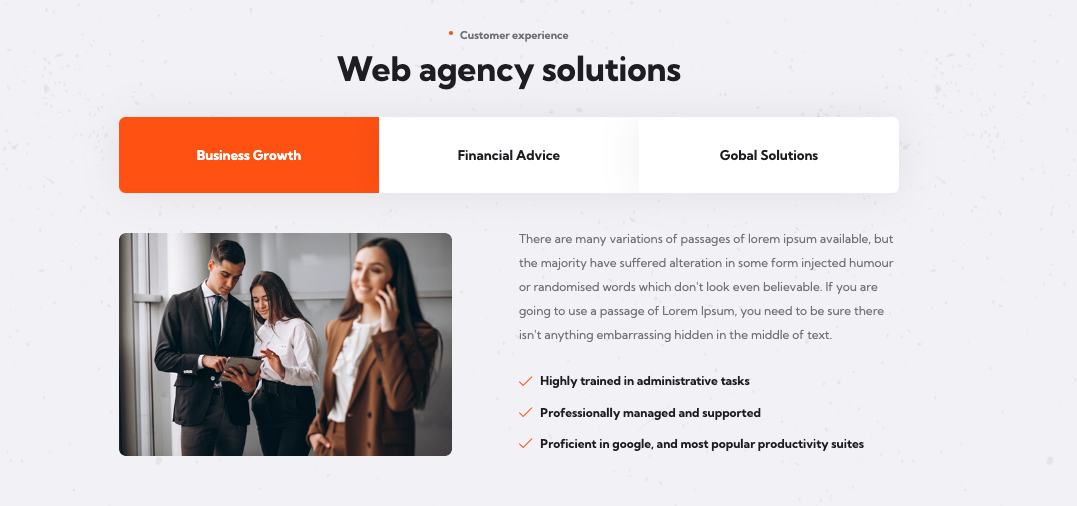 Customer experience
Web agency solutions
Business Growth
Financial Advice
Gobal Solutions
There are many variations of passages of lorem ipsum available, but
the majority have suffered alteration in some form injected humour
or randomised words which don't look even believable. If you are
going to use a passage of Lorem Ipsum, you need to be sure there
isn't anything embarrassing hidden in the middle of text.
Highly trained in administrative tasks
Professionally managed and supported
Proficient in google, and most popular productivity suites